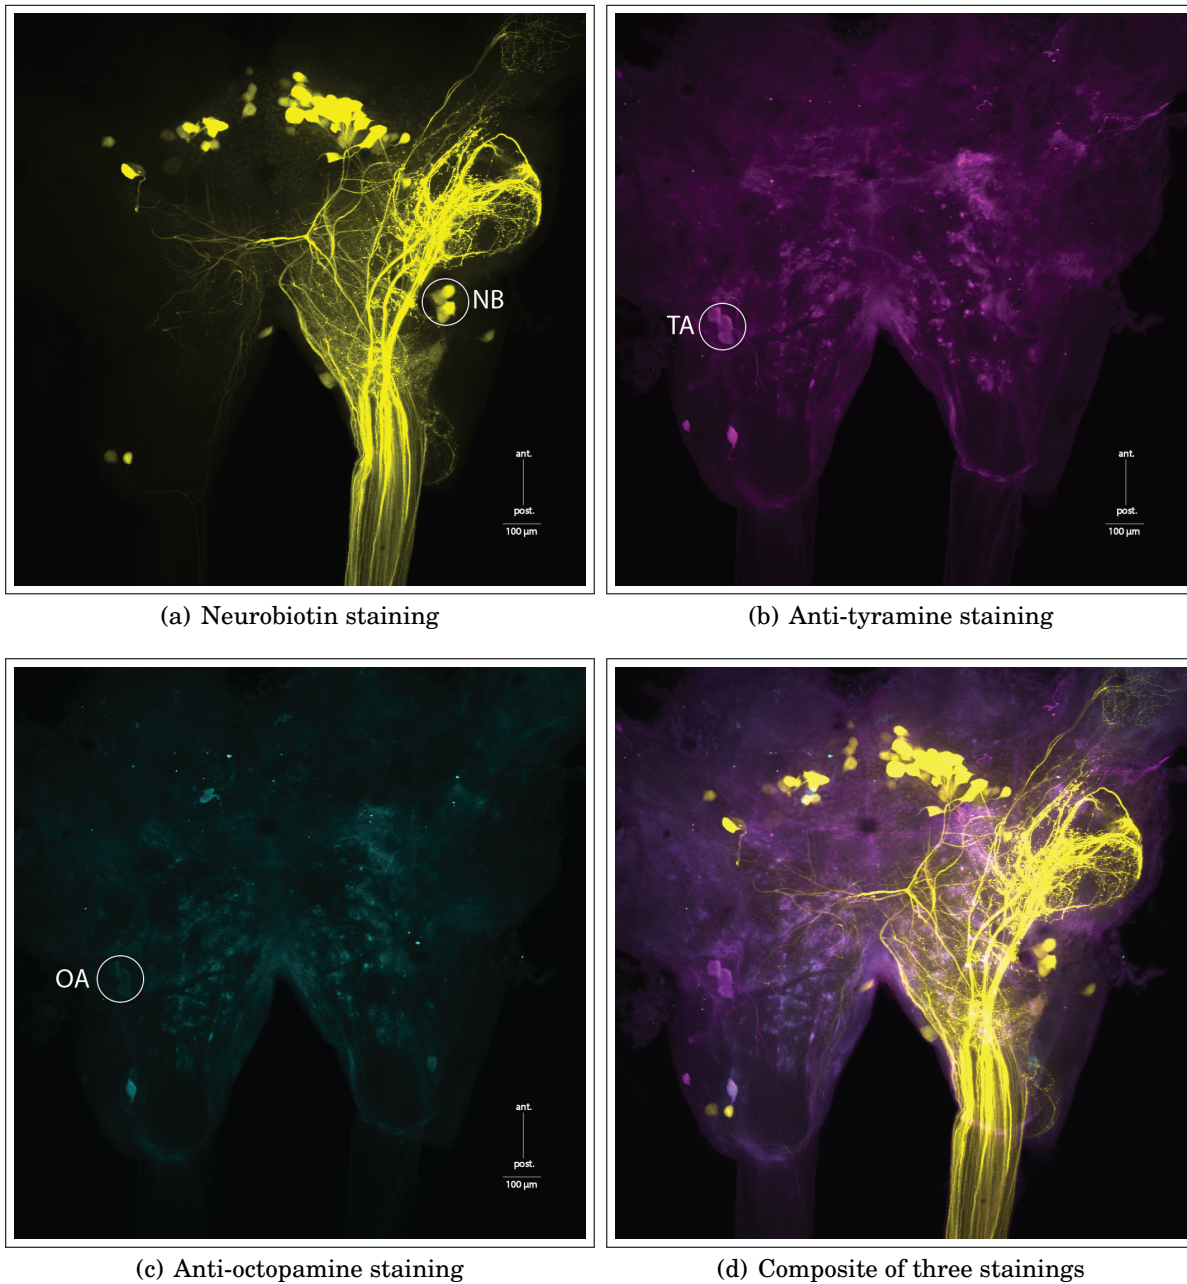 NB
ant.
post.
100 µm
(a) Neurobiotin staining
TA
ant.
post.
100 µm
(b) Anti-tyramine staining
OA
ant.
post.
100 µm
(c) Anti-octopamine staining
(d) Composite of three stainings